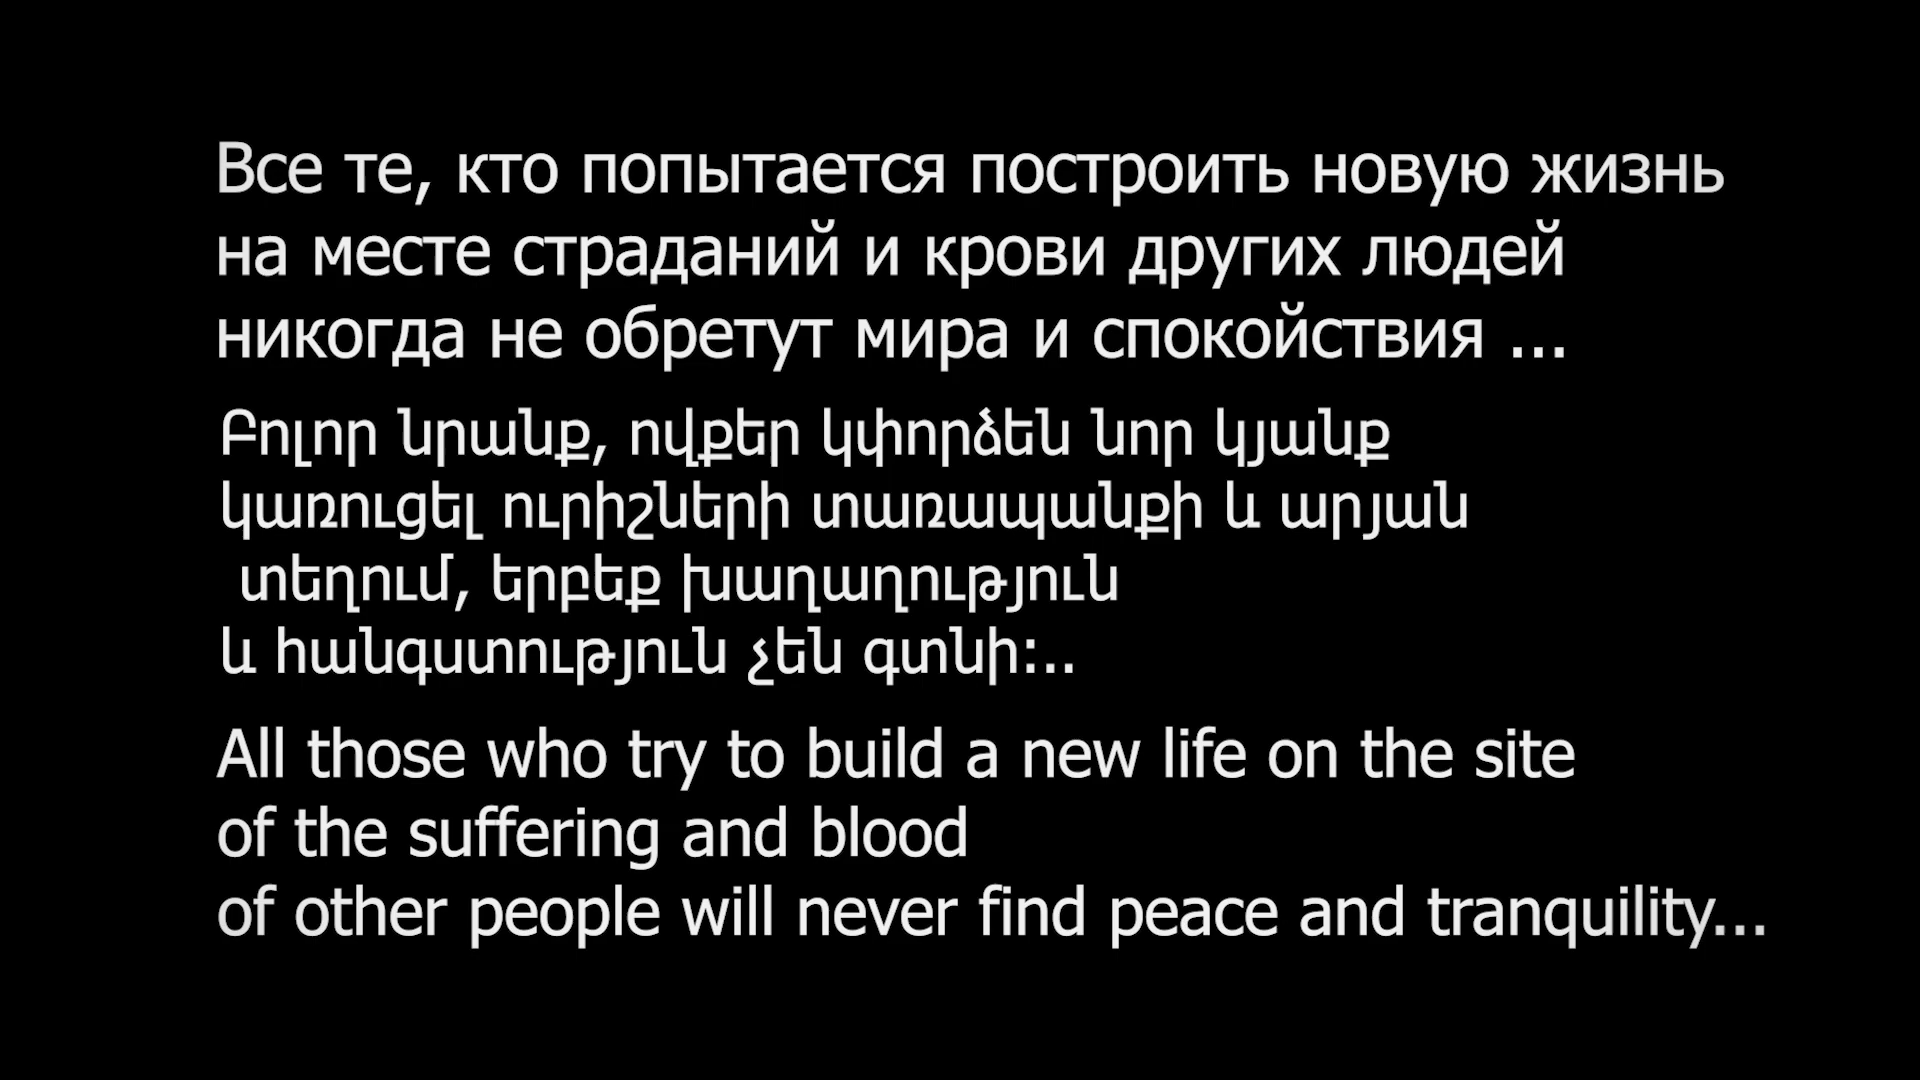 Все те, кто попытается построить новую жизнь
на месте страданий и крови других людей
никогда не обретут мира и спокойствия ...
Բոլոր նրանք, ովքեր կփորձեն նոր կյանք
կառուցել ուրիշների տառապանքի և արյան
տեղում, երբեք խաղաղություն
և հանգստություն չեն գտնի:..
All those who try to build a new life on the site
of the suffering and blood
of other people will never find peace and tranquility...